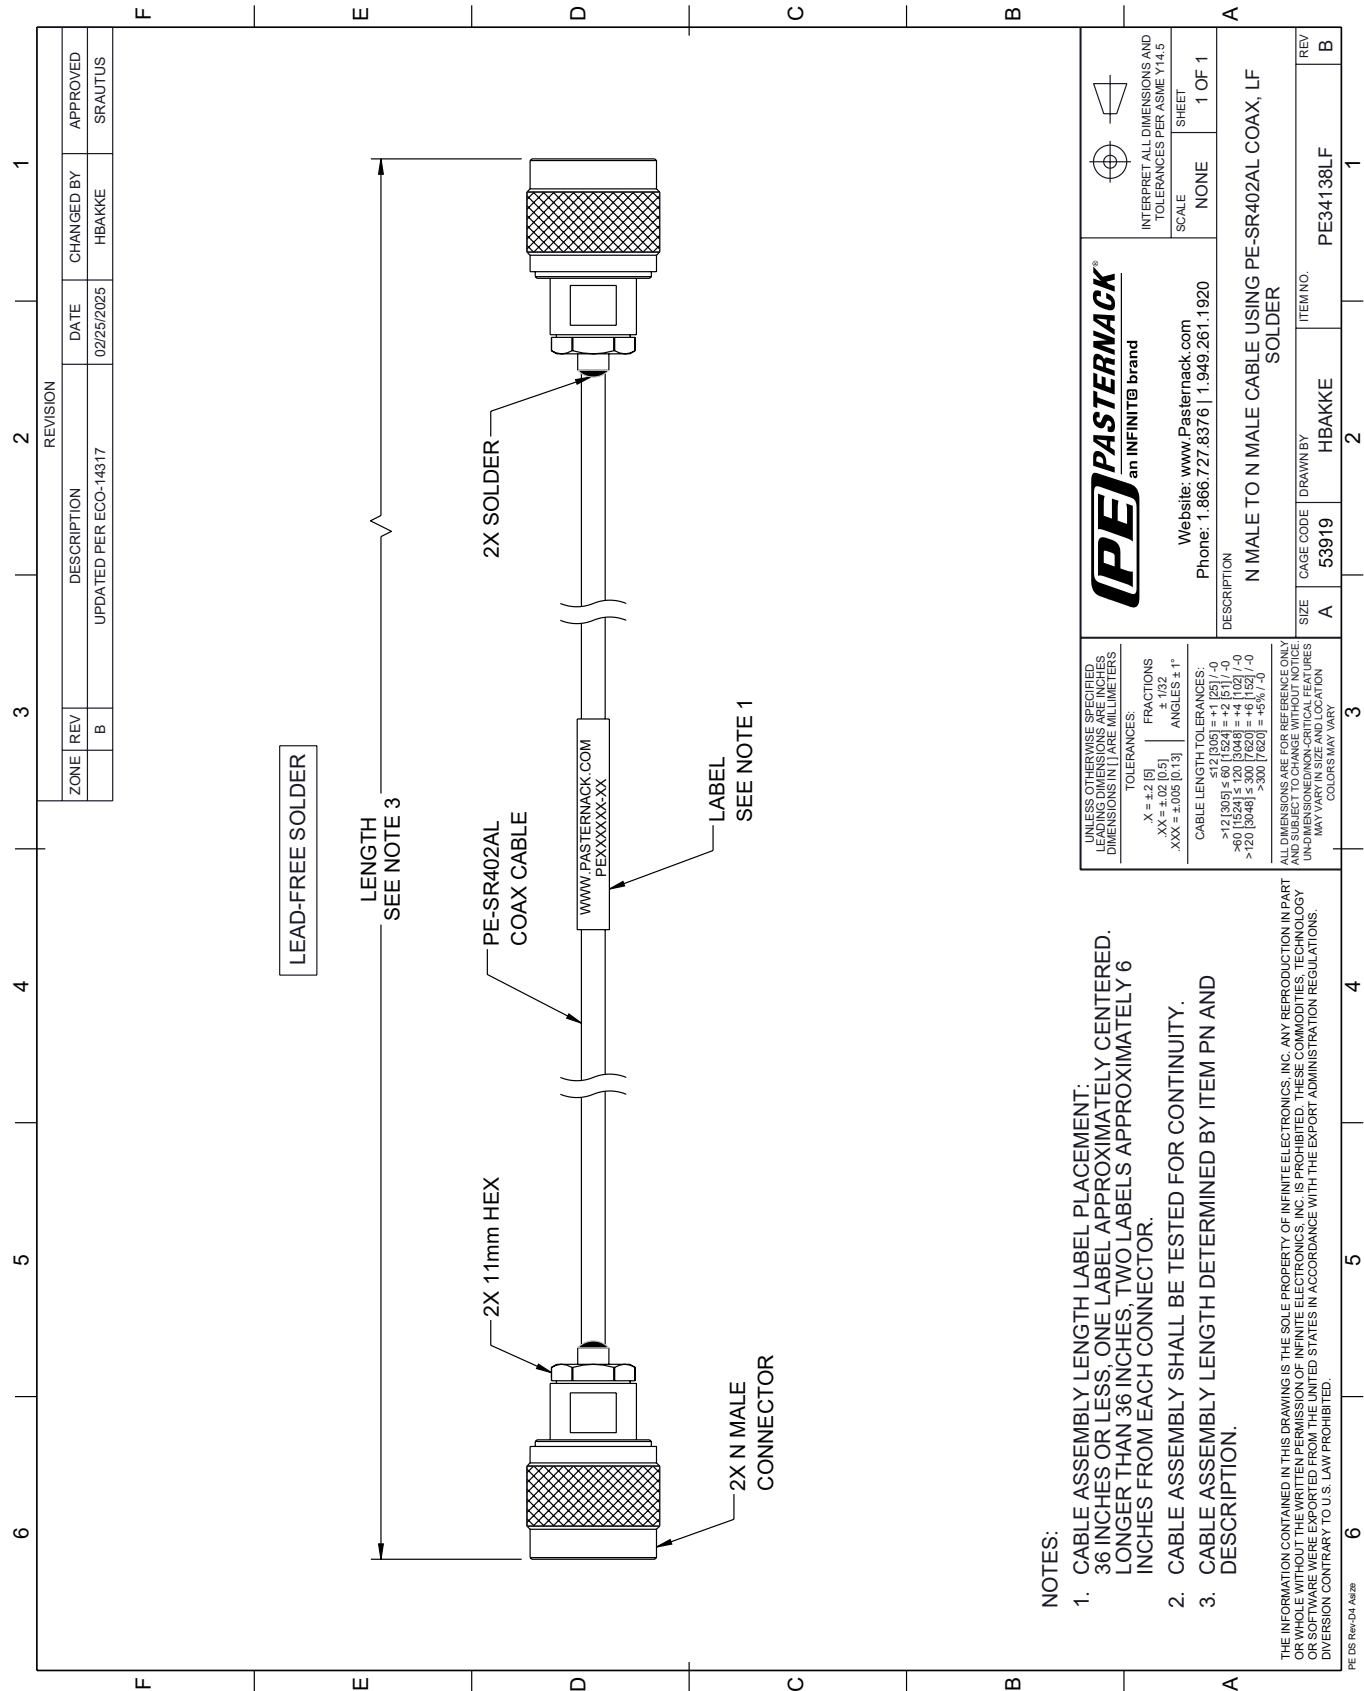 6
5
4
3
2
1
F
E
D
C
B
A
REVISION
ZONE REV DESCRIPTION DATE CHANGED BY APPROVED
B UPDATED PER ECO-14317 02/25/2025 HBAKKE SRAUTUS
LEAD-FREE SOLDER
LENGTH
SEE NOTE 3
2X 11mm HEX
PE-SR402AL
COAX CABLE
2X SOLDER
WWW.PASTERNACK.COM
PEXXXXXX-XX
2X N MALE
CONNECTOR
LABEL
SEE NOTE 1
NOTES:
1. CABLE ASSEMBLY LENGTH LABEL PLACEMENT:
36 INCHES OR LESS, ONE LABEL APPROXIMATELY CENTERED.
LONGER THAN 36 INCHES, TWO LABELS APPROXIMATELY 6
INCHES FROM EACH CONNECTOR.
2. CABLE ASSEMBLY SHALL BE TESTED FOR CONTINUITY.
3. CABLE ASSEMBLY LENGTH DETERMINED BY ITEM PN AND
DESCRIPTION.
THE INFORMATION CONTAINED IN THIS DRAWING IS THE SOLE PROPERTY OF INFINITE ELECTRONICS, INC. ANY REPRODUCTION IN PART
OR WHOLE WITHOUT THE WRITTEN PERMISSION OF INFINITE ELECTRONICS, INC. IS PROHIBITED. THESE COMMODITIES, TECHNOLOGY
OR SOFTWARE WERE EXPORTED FROM THE UNITED STATES IN ACCORDANCE WITH THE EXPORT ADMINISTRATION REGULATIONS.
DIVERSION CONTRARY TO U.S. LAW PROHIBITED.
UNLESS OTHERWISE SPECIFIED
LEADING DIMENSIONS ARE INCHES
DIMENSIONS IN [ ] ARE MILLIMETERS
TOLERANCES:
.X = ±.2 [5] FRACTIONS
.XX = ±.02 [0.5] ± 1/32
.XXX = ±.005 [0.13] ANGLES ± 1°
CABLE LENGTH TOLERANCES:
≤12 [305] = +1 [25] / -0
>12 [305] ≤ 60 [1524] = +2 [51] / -0
>60 [1524] ≤ 120 [3048] = +4 [102] / -0
>120 [3048] ≤ 300 [7620] = +6 [152] / -0
>300 [7620] = +5% / -0
ALL DIMENSIONS ARE FOR REFERENCE ONLY
AND SUBJECT TO CHANGE WITHOUT NOTICE.
UN-DIMENSIONED/NON-CRITICAL FEATURES
MAY VARY IN SIZE AND LOCATION
COLORS MAY VARY
PE PASTERNACK®
an INFINIT@ brand
Website: www.Pasternack.com
Phone: 1.866.727.8376 | 1.949.261.1920
INTERPRET ALL DIMENSIONS AND
TOLERANCES PER ASME Y14.5
SCALE SHEET
NONE 1 OF 1
DESCRIPTION
N MALE TO N MALE CABLE USING PE-SR402AL COAX, LF
SOLDER
SIZE CAGE CODE DRAWN BY ITEM NO. REV
A 53919 HBAKKE PE34138LF B
F
E
D
C
B
A
6
5
4
3
2
1
PE DS Rev-D4 Asize